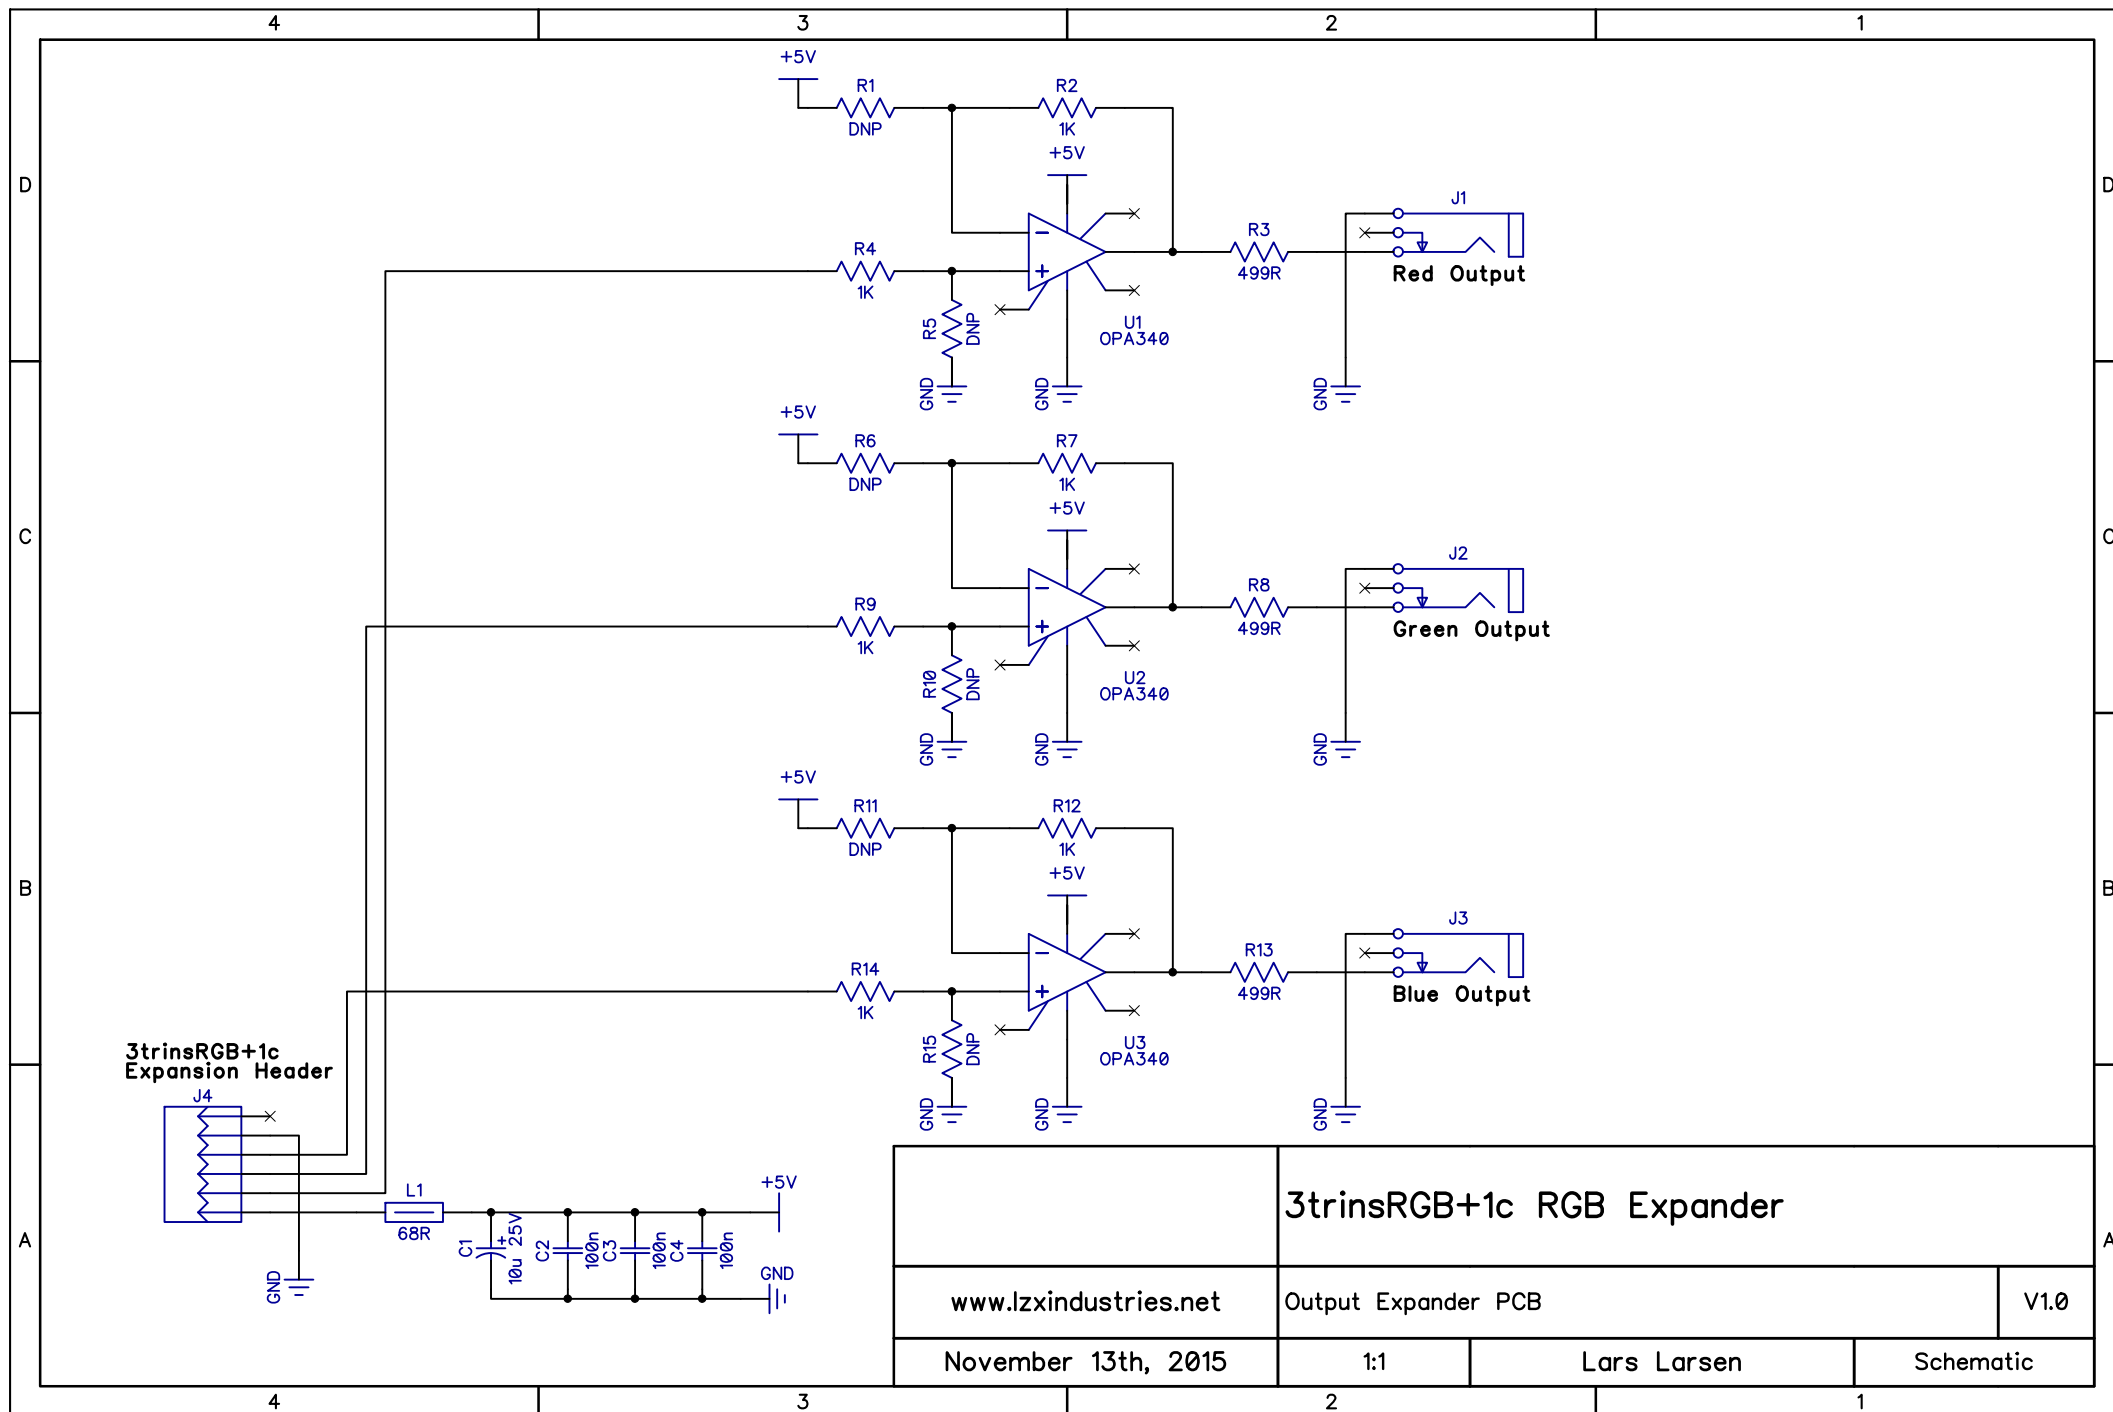 4 3 2 1
+5V
R1 R2
DNP 1K
+5V
D D
J1
R4 R3
1K 499R
Red Output
R5 DNP
U1
OPA340
GND GND GND
+5V
R6 R7
DNP 1K
+5V
C C
J2
R9 R8
1K 499R
Green Output
R10 DNP
U2
OPA340
GND GND GND
+5V
R11 R12
DNP 1K
+5V
B B
J3
R14 R13
1K 499R
Blue Output
R15 DNP
U3
OPA340
GND GND GND
3trinsRGB+1c
Expansion Header
J4
L1
68R
+5V
C1 + 10u 25V C2 100n C3 100n C4 100n
GND GND
A A
3trinsRGB+1c RGB Expander
www.lzxindustries.net Output Expander PCB V1.0
November 13th, 2015 1:1 Lars Larsen Schematic
4 3 2 1